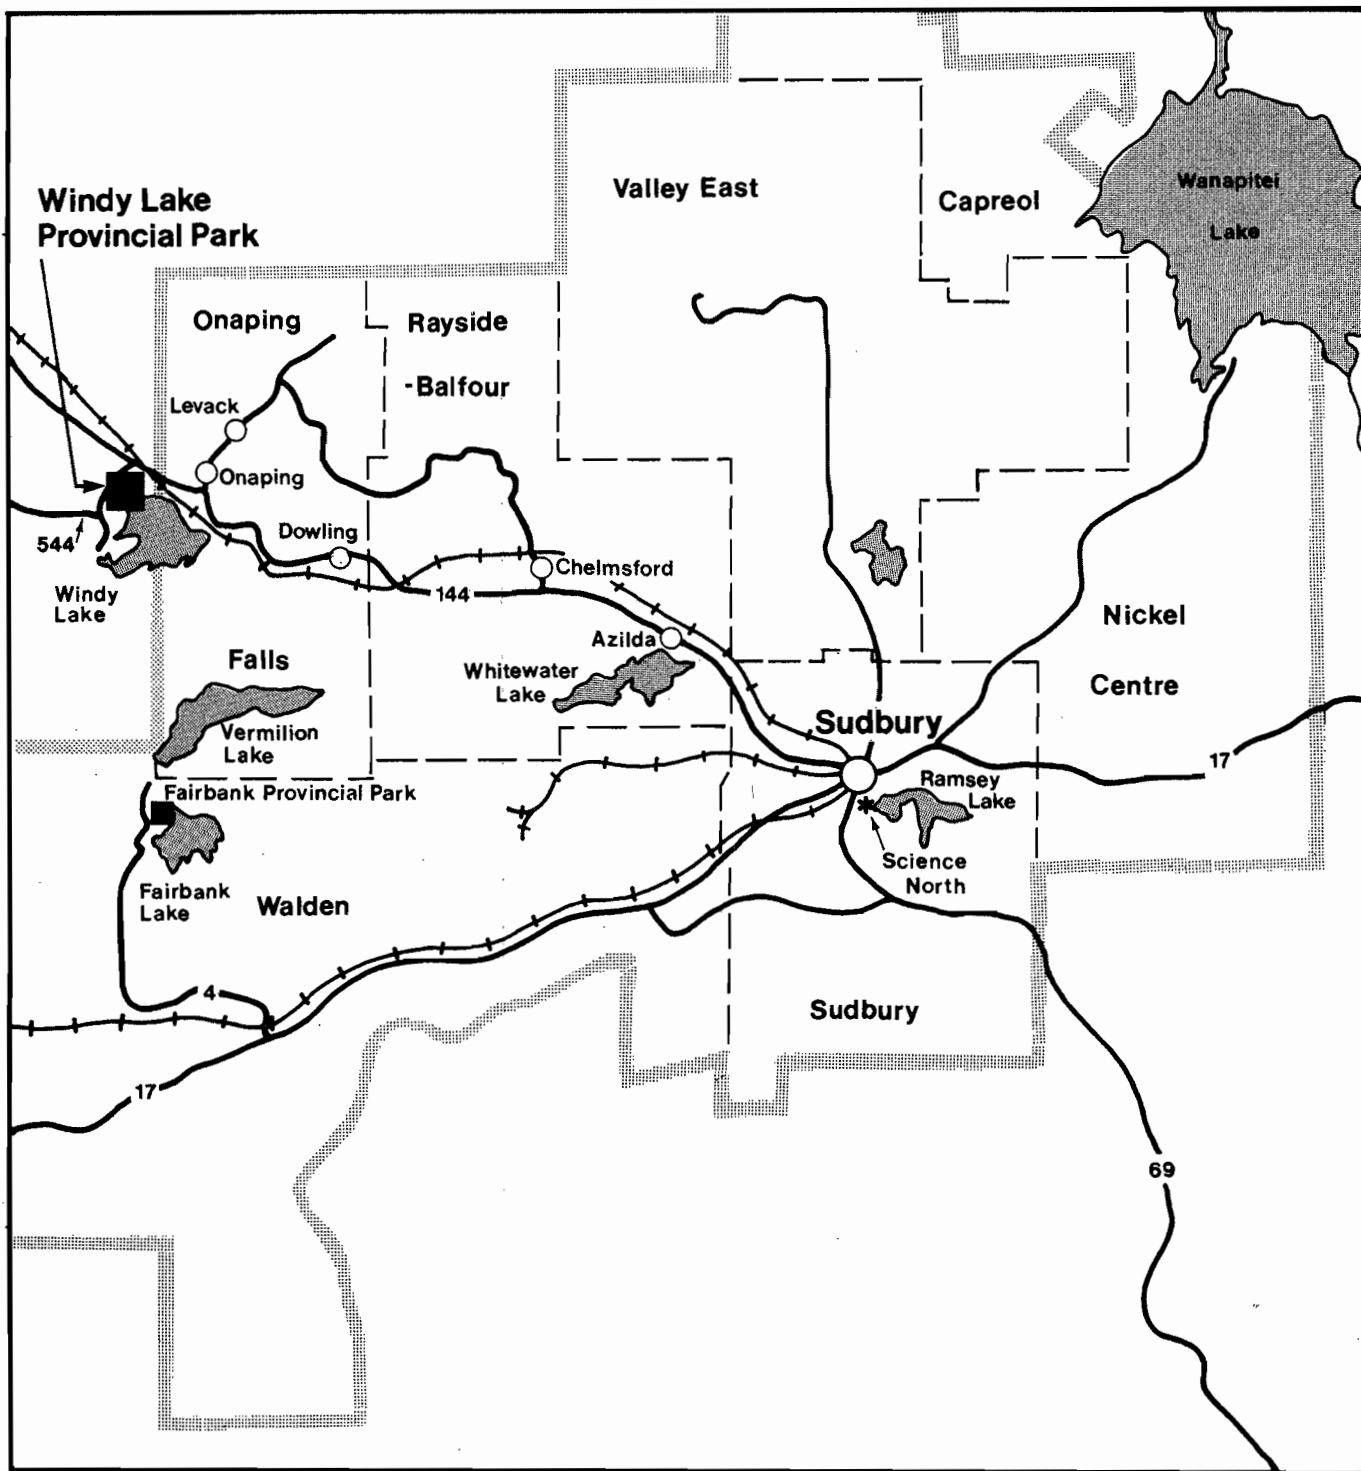 Windy Lake
Provincial Park
Valley East
Capreol
Wanapitei
Lake
Onaping
Rayside
-Balfour
Levack
Onaping
Dowling
544
Windy
Lake
144
Chelmsford
Azilda
Whitewater
Lake
Falls
Vermilion
Lake
Nickel
Centre
Sudbury
17
Ramsey
Lake
Fairbank Provincial Park
Science
North
Fairbank
Lake
Walden
4
Sudbury
17
69